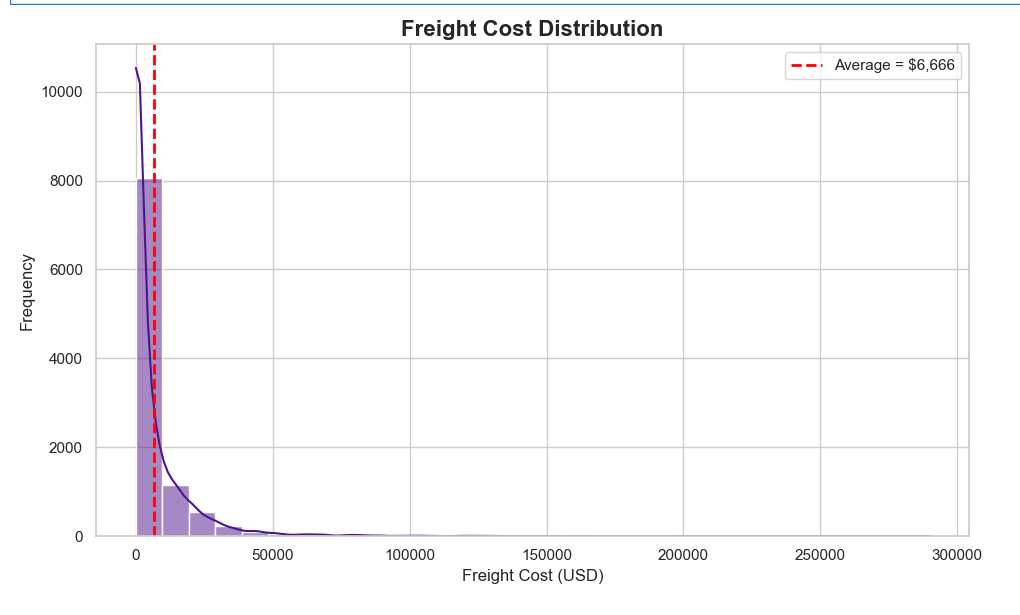 Freight Cost Distribution
Average = $6,666
10000
8000
6000
4000
2000
0
Frequency
0 50000 100000 150000 200000 250000 300000
Freight Cost (USD)